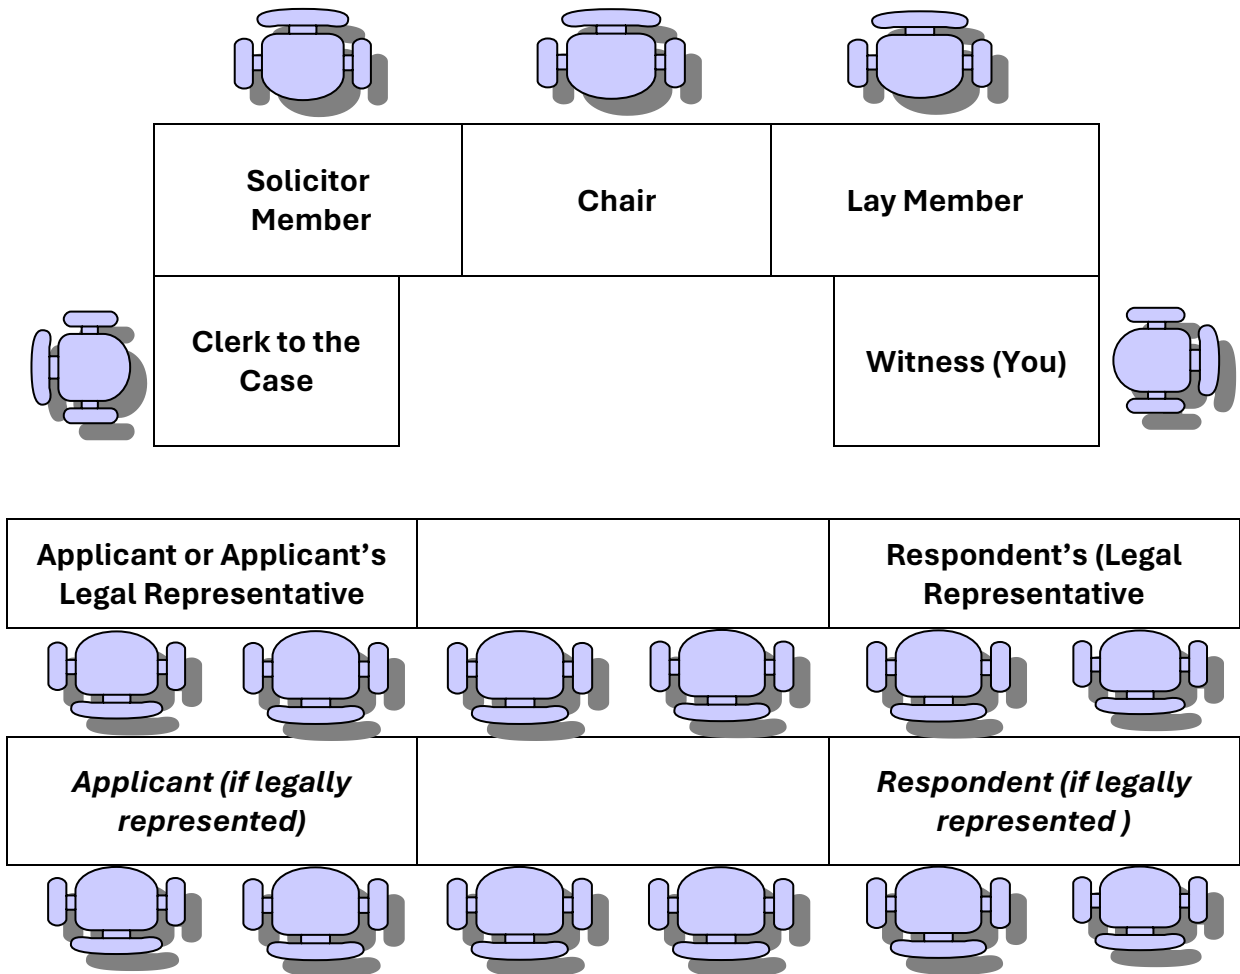 Solicitor
Member
Chair
Lay Member
Clerk to the
Case
Witness (You)
Applicant or Applicant’s
Legal Representative
Respondent’s (Legal
Representative
Applicant (if legally
represented)
Respondent (if legally
represented )